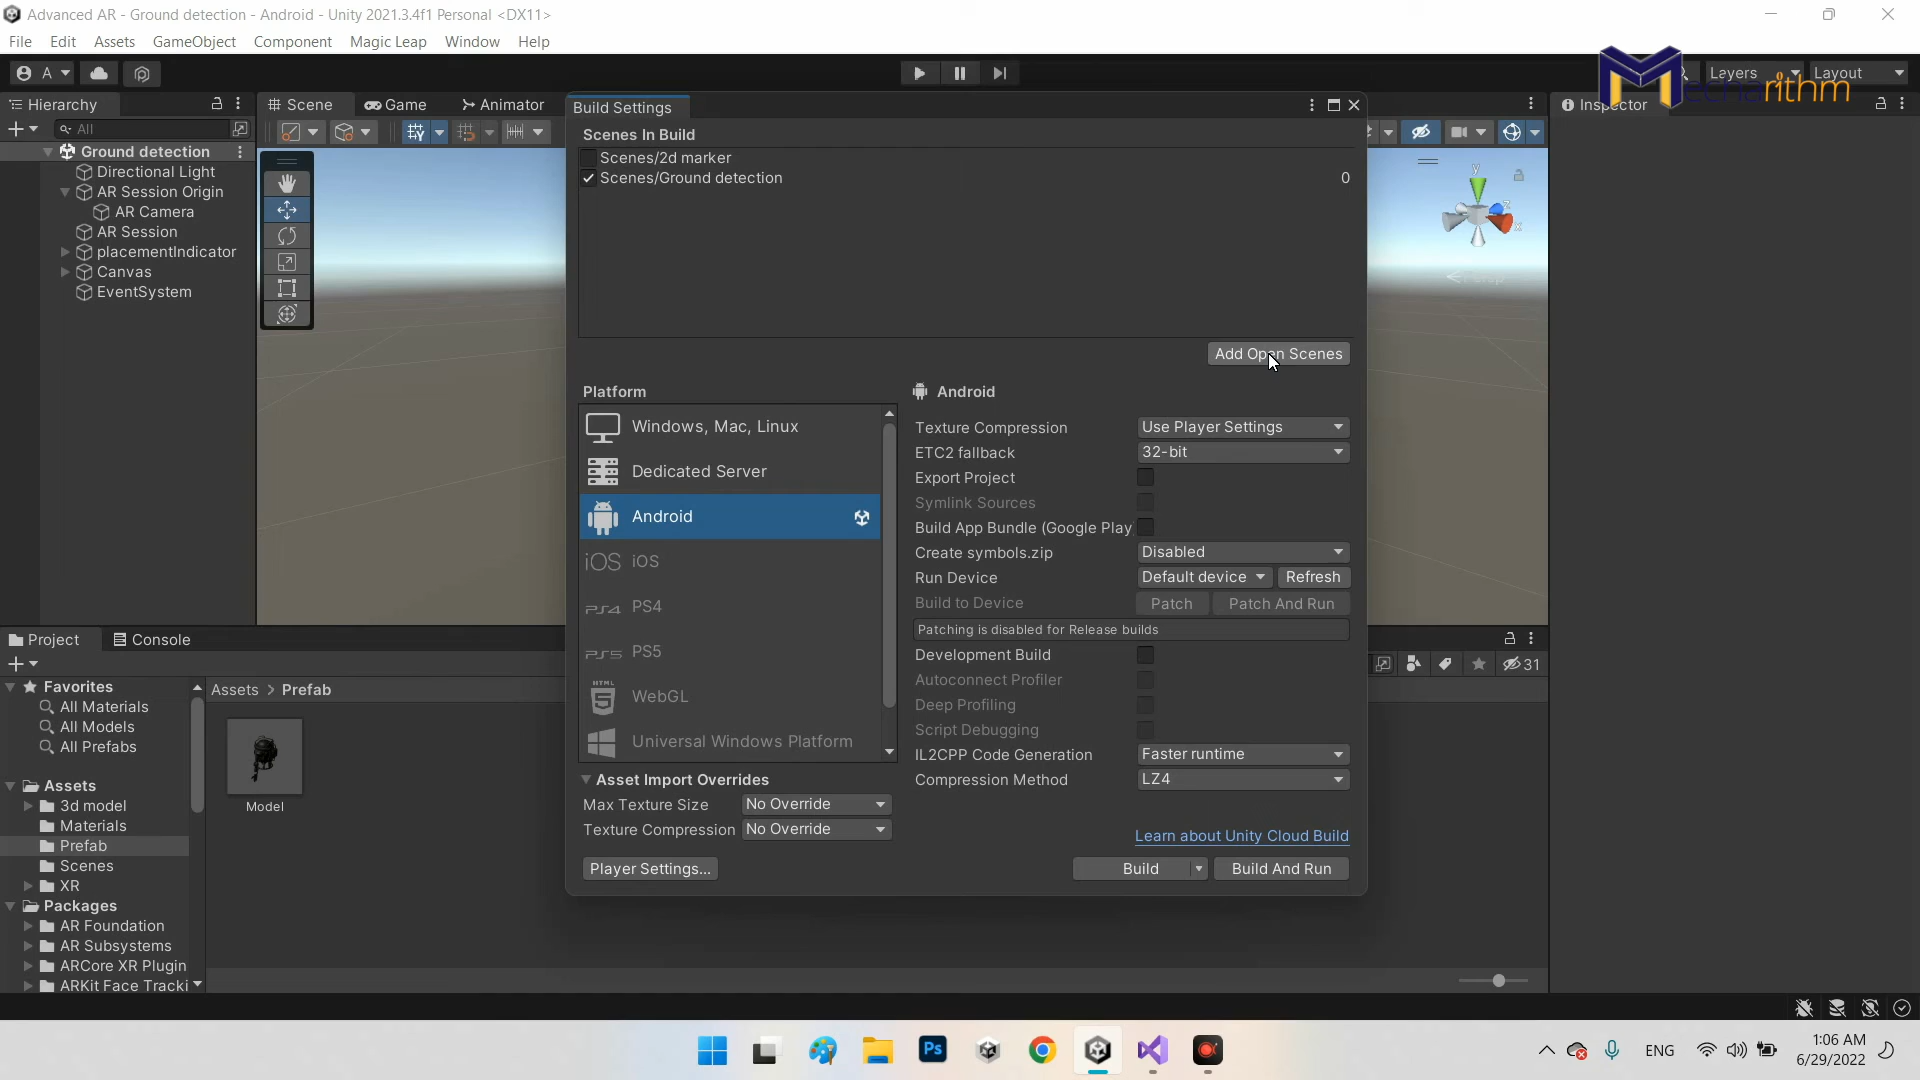 Advanced AR - Ground detection - Android - Unity 2021.3.4f1 Personal <DX11>
File Edit Assets GameObject Component Magic Leap Window Help
A Layers Layout
Mecharithm
Hierarchy Scene Game Animator Build Settings Inspector
All
Ground detection
Directional Light
AR Session Origin
AR Camera
AR Session
placementIndicator
Canvas
EventSystem
Scenes In Build
Scenes/2d marker
Scenes/Ground detection 0
Add Open Scenes
y
z
x
Persp
Platform
Windows, Mac, Linux
Dedicated Server
Android
iOS iOS
PS4 PS4
PS5 PS5
HTML 5 WebGL
Universal Windows Platform
Asset Import Overrides
Max Texture Size No Override
Texture Compression No Override
Player Settings...
Android
Texture Compression Use Player Settings
ETC2 fallback 32-bit
Export Project
Symlink Sources
Build App Bundle (Google Play
Create symbols.zip Disabled
Run Device Default device Refresh
Build to Device Patch Patch And Run
Patching is disabled for Release builds
Development Build
Autoconnect Profiler
Deep Profiling
Script Debugging
IL2CPP Code Generation Faster runtime
Compression Method LZ4
Learn about Unity Cloud Build
Build Build And Run
Project Console
31
Favorites
All Materials
All Models
All Prefabs
Assets
3d model
Materials
Prefab
Scenes
XR
Packages
AR Foundation
AR Subsystems
ARCore XR Plugin
ARKit Face Tracki
Assets > Prefab
Model
Ps
ENG
1:06 AM
6/29/2022